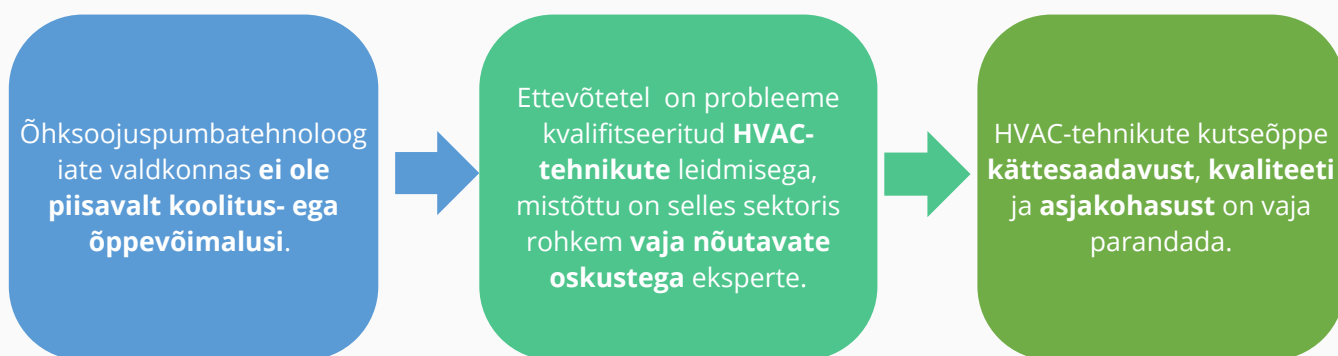 Õhksoojuspumbatehnoloog
iate valdkonnas ei ole
piisavalt koolitus- ega
õppevõimalusi.
Ettevõtetel on probleeme
kvalifitseeritud HVAC-
tehnikute leidmisega,
mistõttu on selles sektoris
rohkem vaja nõutavate
oskustega eksperte.
HVAC-tehnikute kutseõppe
kättesaadavust, kvaliteeti
ja asjakohasust on vaja
parandada.